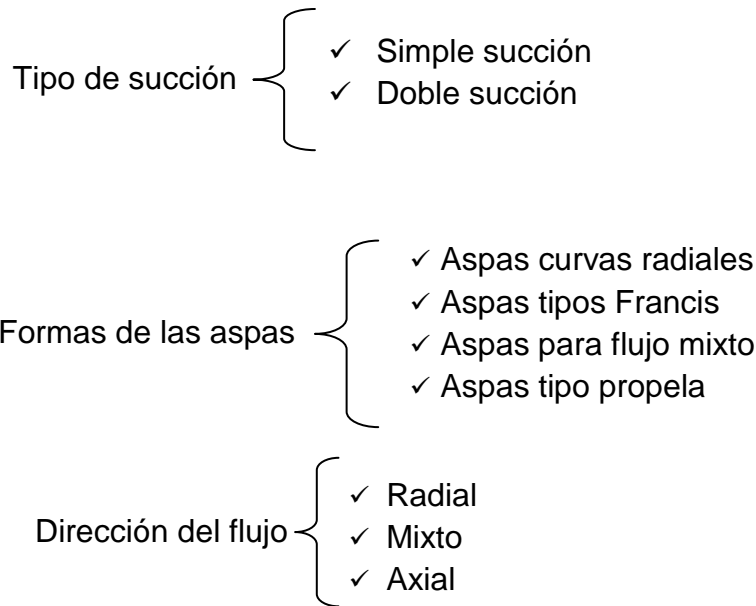 Tipo de succión
✓ Simple succión
✓ Doble succión
Formas de las aspas
✓ Aspas curvas radiales
✓ Aspas tipos Francis
✓ Aspas para flujo mixto
✓ Aspas tipo propela
Dirección del flujo
✓ Radial
✓ Mixto
✓ Axial